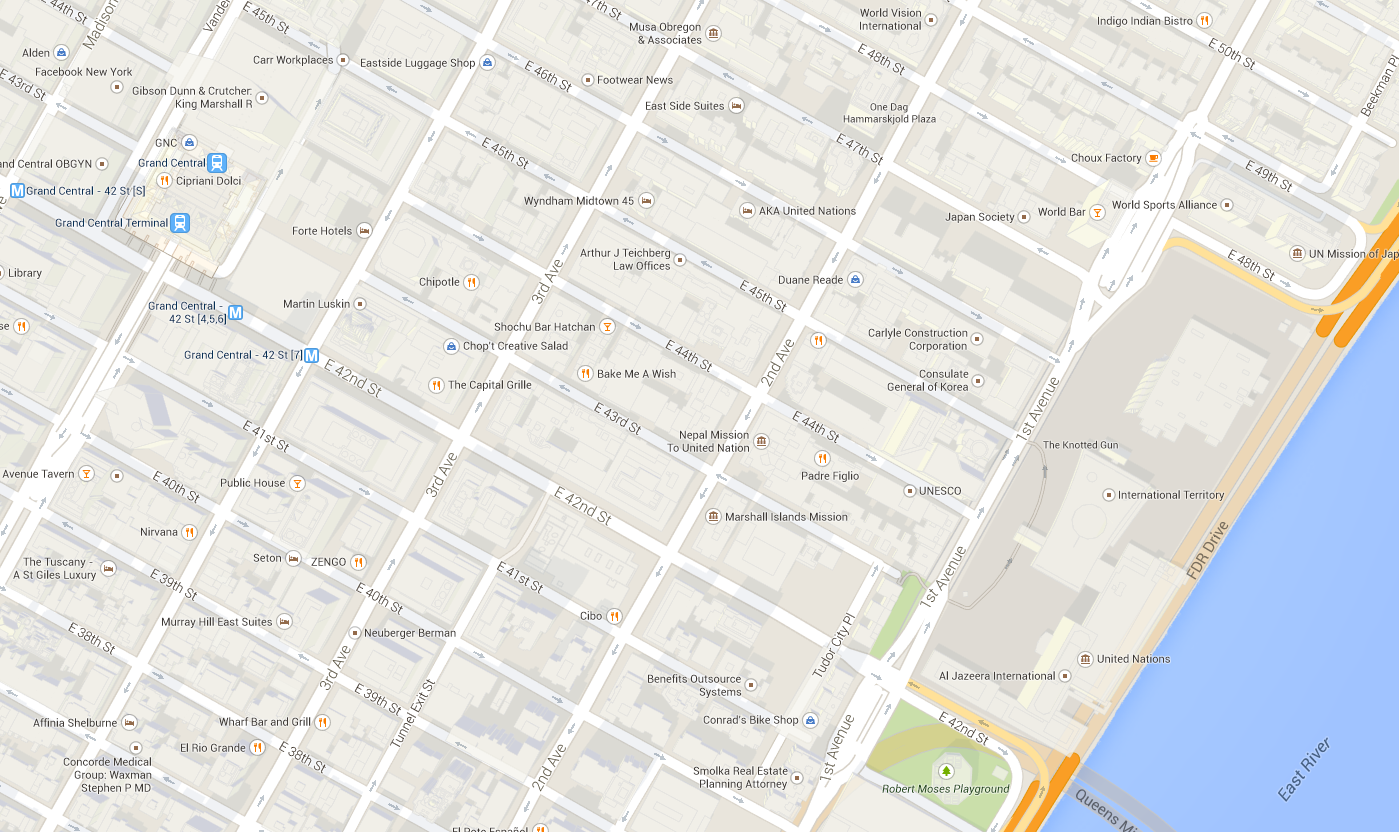 E 44th St
Madison
Vande
E 45th St
47th St
Musa Obregon
& Associates
World Vision
International
Indigo Indian Bistro
E 50th St
Beekman Pl
Alden
Facebook New York
E 43rd St
Carr Workplaces
Eastside Luggage Shop
E 48th St
Gibson Dunn & Crutcher:
King Marshall R
E 46th St
Footwear News
East Side Suites
One Dag
Hammarskjold Plaza
GNC
Grand Central
Cipriani Dolci
and Central OBGYN
Grand Central - 42 St [S]
E 45th St
E 47th St
Choux Factory
E 49th St
Grand Central Terminal
Wyndham Midtown 45
AKA United Nations
Japan Society
World Bar
World Sports Alliance
Forte Hotels
Library
Arthur J Teichberg
Law Offices
E 48th St
UN Mission of Jap
Chipotle
3rd Ave
Duane Reade
E 45th St
Martin Luskin
Grand Central -
42 St [4,5,6]
se
Shochu Bar Hatchan
Chop't Creative Salad
E 44th St
Carlyle Construction
Corporation
Grand Central - 42 St [7]
E 42nd St
The Capital Grille
Bake Me A Wish
2nd Ave
Consulate
General of Korea
1st Avenue
E 41st St
E 43rd St
Nepal Mission
To United Nation
E 44th St
The Knotted Gun
Avenue Tavern
E 40th St
Public House
3rd Ave
Padre Figlio
UNESCO
International Territory
E 42nd St
Marshall Islands Mission
Nirvana
Seton
ZENGO
The Tuscany -
A St Giles Luxury
E 39th St
E 40th St
E 41st St
FDR Drive
1st Avenue
Murray Hill East Suites
Neuberger Berman
Cibo
E 38th St
3rd Ave
Tudor City Pl
United Nations
Al Jazeera International
Benefits Outsource
Systems
E 39th St
Tunnel Exit St
Affinia Shelburne
Wharf Bar and Grill
Conrad's Bike Shop
E 42nd St
El Rio Grande
E 38th St
1st Avenue
Concorde Medical
Group: Waxman
Stephen P MD
2nd Ave
Smolka Real Estate
Planning Attorney
Robert Moses Playground
East River
Queens Mi
El Pote Español